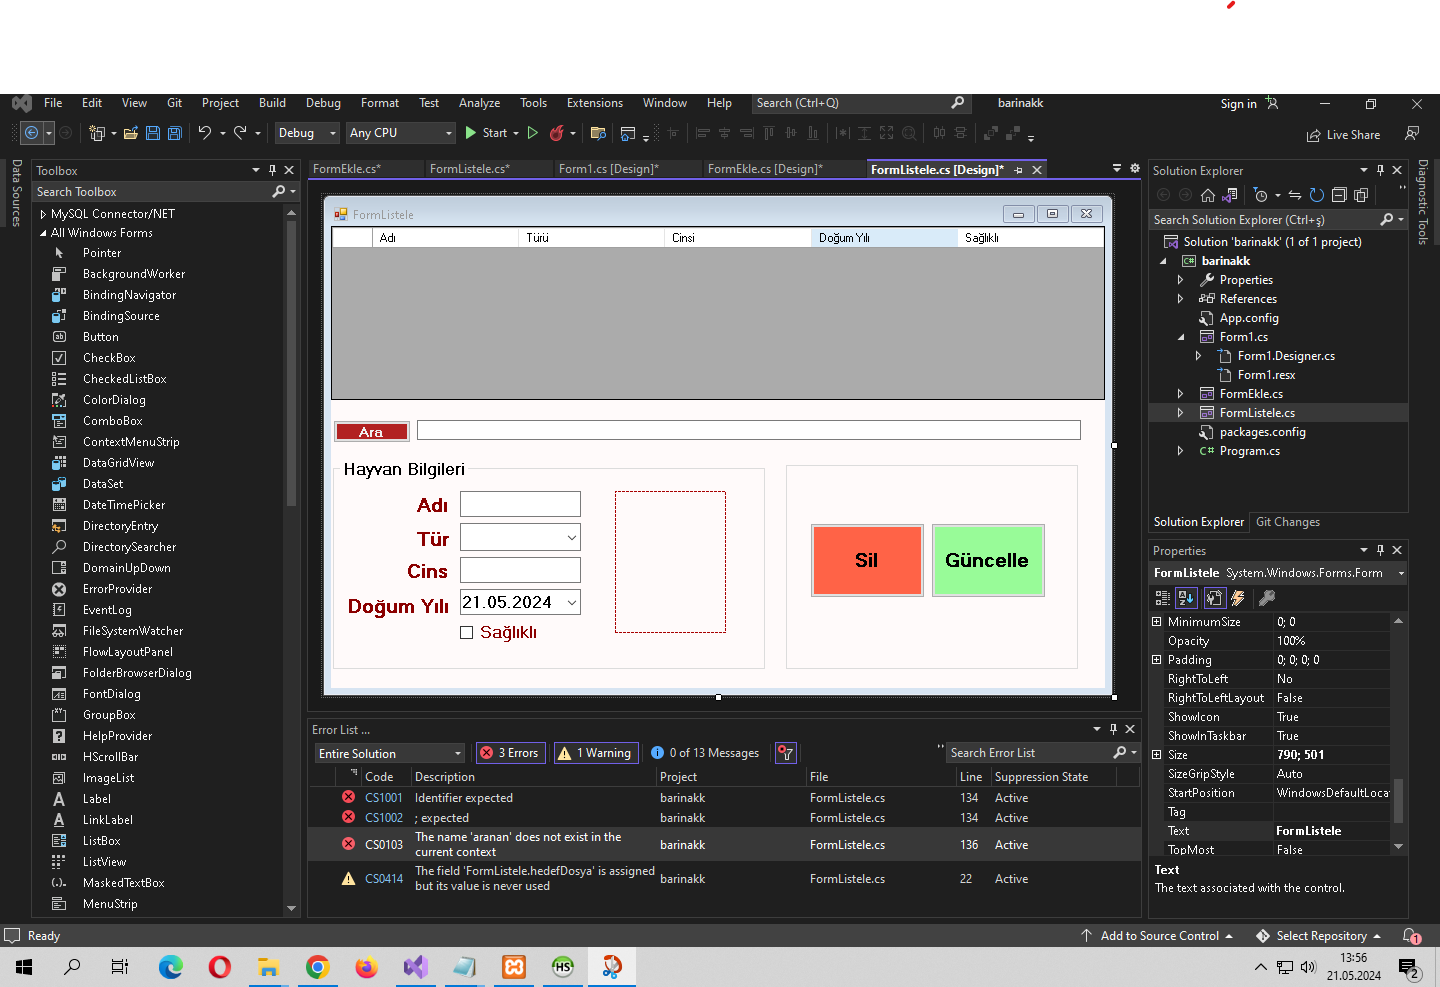 File Edit View Git Project Build Debug Format Test Analyze Tools Extensions Window Help Search (Ctrl+Q) barinakk Sign in
Debug Any CPU Start Live Share
Data Sources
Toolbox
Search Toolbox
MySQL Connector/NET
All Windows Forms
Pointer
BackgroundWorker
BindingNavigator
BindingSource
Button
CheckBox
CheckedListBox
ColorDialog
ComboBox
ContextMenuStrip
DataGridView
DataSet
DateTimePicker
DirectoryEntry
DirectorySearcher
DomainUpDown
ErrorProvider
EventLog
FileSystemWatcher
FlowLayoutPanel
FolderBrowserDialog
FontDialog
GroupBox
HelpProvider
HScrollBar
ImageList
Label
LinkLabel
ListBox
ListView
MaskedTextBox
MenuStrip
FormEkle.cs* FormListele.cs* Form1.cs [Design]* FormEkle.cs [Design]* FormListele.cs [Design]*
FormListele
Adı Türü Cinsi Doğum Yılı Sağlıklı
Ara
Hayvan Bilgileri
Adı
Tür
Cins
Doğum Yılı 21.05.2024
Sağlıklı
Sil Güncelle
Error List ...
Entire Solution 3 Errors 1 Warning 0 of 13 Messages Search Error List
Code Description Project File Line Suppression State
CS1001 Identifier expected barinakk FormListele.cs 134 Active
CS1002 ; expected barinakk FormListele.cs 134 Active
CS0103 The name 'aranan' does not exist in the current context barinakk FormListele.cs 136 Active
CS0414 The field 'FormListele.hedefDosya' is assigned but its value is never used barinakk FormListele.cs 22 Active
Solution Explorer
Search Solution Explorer (Ctrl+ş)
Solution 'barinakk' (1 of 1 project)
barinakk
Properties
References
App.config
Form1.cs
Form1.Designer.cs
Form1.resx
FormEkle.cs
FormListele.cs
packages.config
Program.cs
Solution Explorer Git Changes
Properties
FormListele System.Windows.Forms.Form
MinimumSize 0; 0
Opacity 100%
Padding 0; 0; 0; 0
RightToLeft No
RightToLeftLayout False
ShowIcon True
ShowInTaskbar True
Size 790; 501
SizeGripStyle Auto
StartPosition WindowsDefaultLocat
Tag
Text FormListele
TopMost False
Text
The text associated with the control.
Diagnostic Tools
Ready Add to Source Control Select Repository 1
HS
13:56
21.05.2024
2